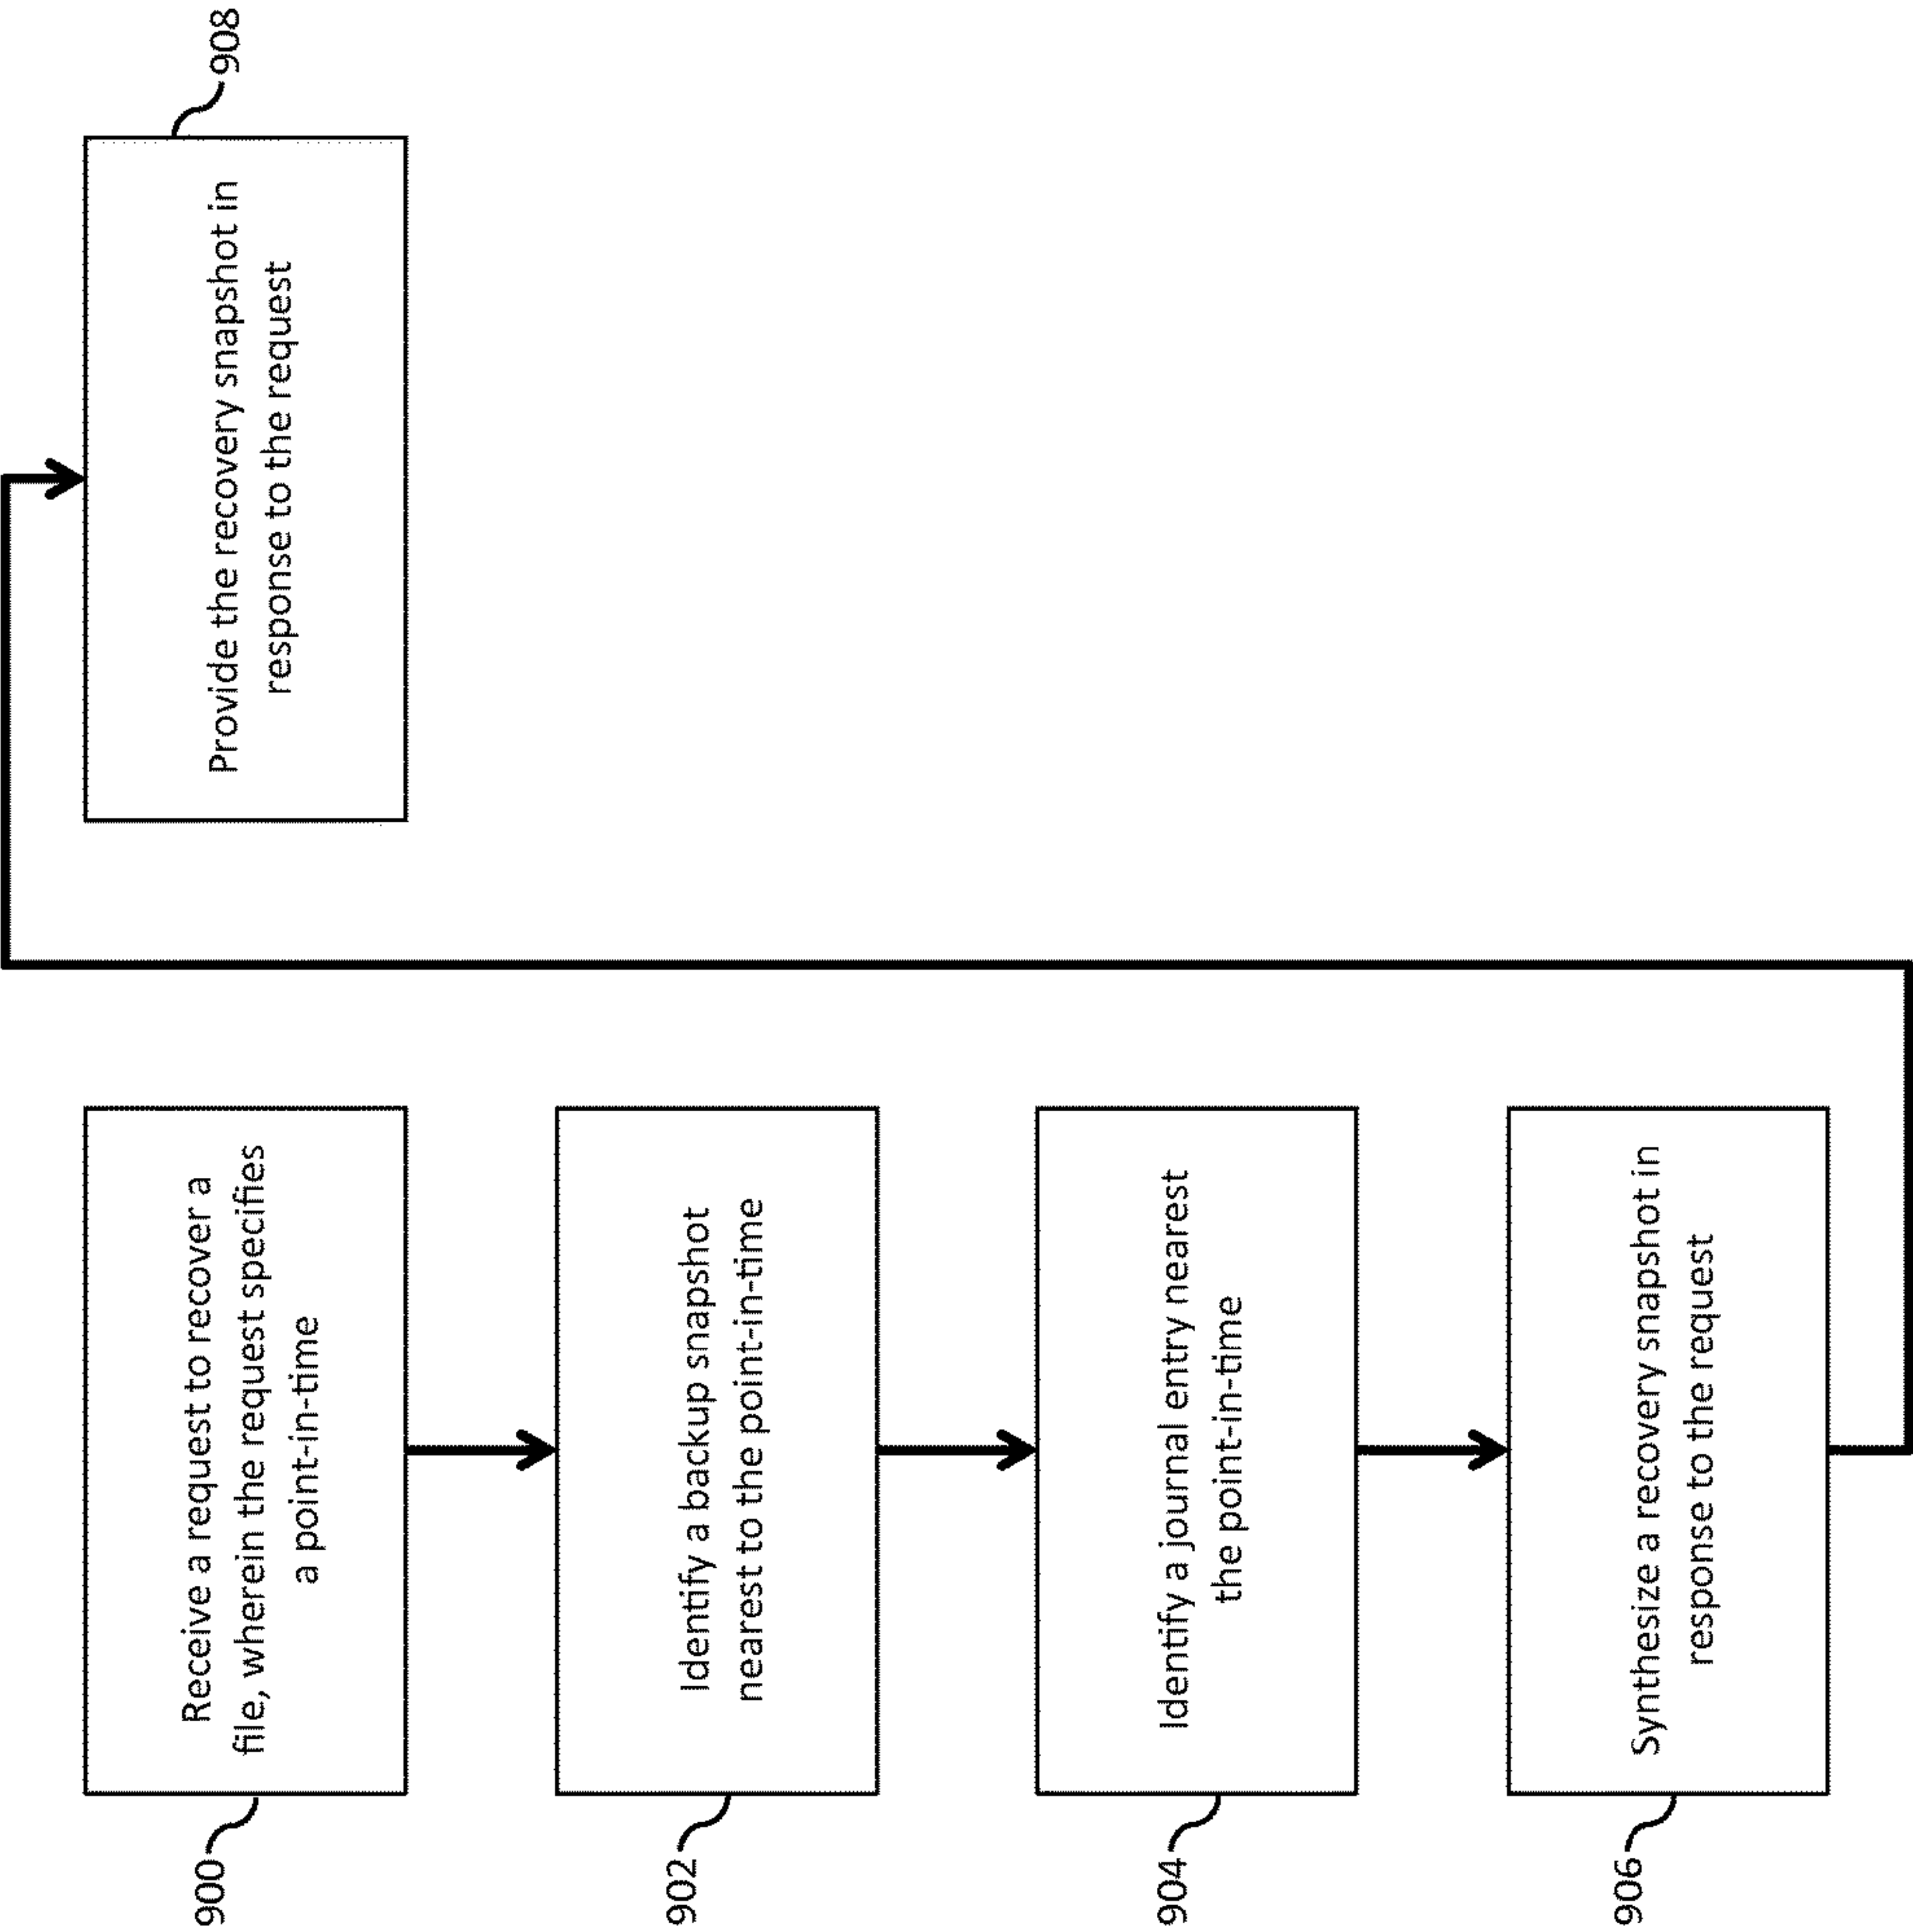 900
Receive a request to recover a
file, wherein the request specifies
a point-in-time
902
Identify a backup snapshot
nearest to the point-in-time
904
Identify a journal entry nearest
the point-in-time
906
Synthesize a recovery snapshot in
response to the request
908
Provide the recovery snapshot in
response to the request